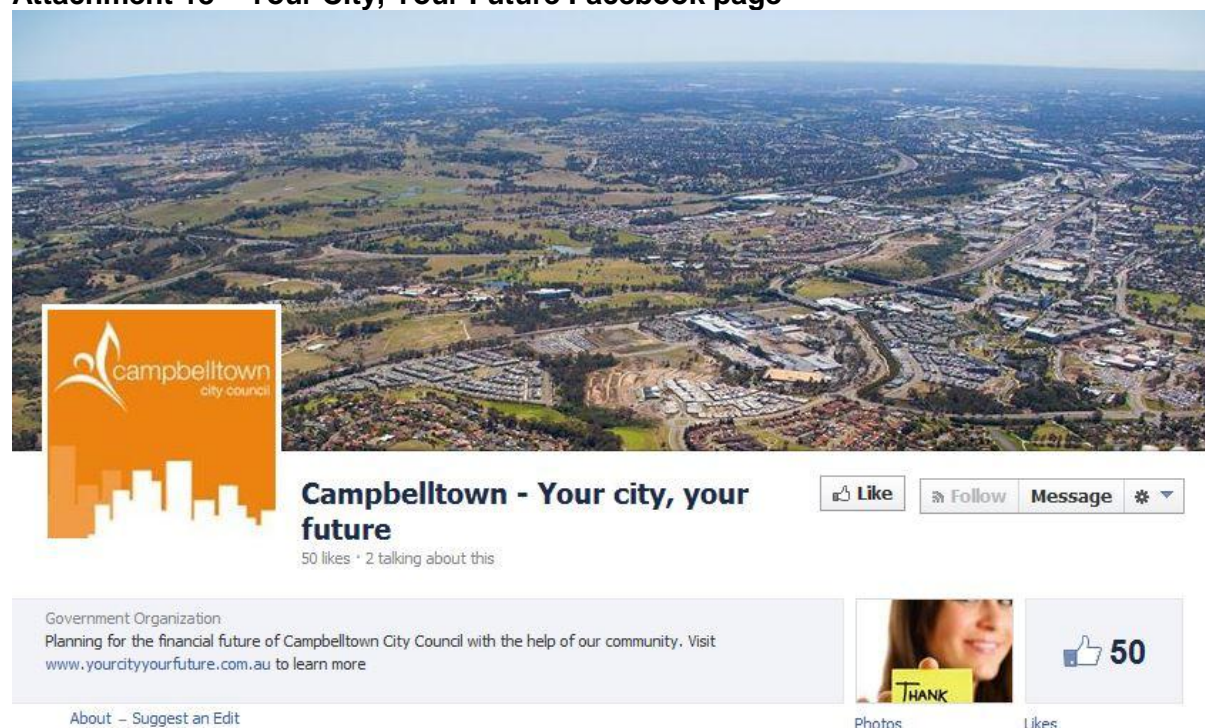 Your City, Your Future Facebook page
campbelltown
city council
Campbelltown - Your city, your
future
50 likes · 2 talking about this
Like
Follow
Message
Government Organization
Planning for the financial future of Campbelltown City Council with the help of our community. Visit
www.yourcityyourfuture.com.au to learn more
THANK
50
About – Suggest an Edit
Photos
Likes